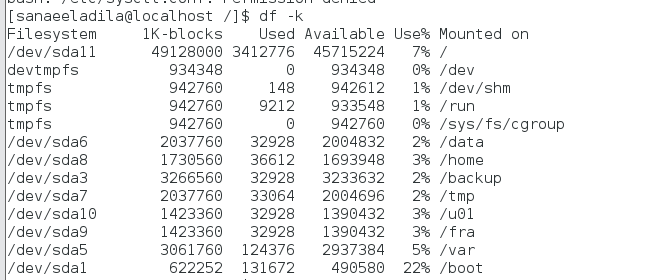 bash: /etc/sysctl.conf: Permission denied
[sanaeeladila@localhost /]$ df -k
Filesystem 1K-blocks Used Available Use% Mounted on
/dev/sda11 49128000 3412776 45715224 7% /
devtmpfs 934348 0 934348 0% /dev
tmpfs 942760 148 942612 1% /dev/shm
tmpfs 942760 9212 933548 1% /run
tmpfs 942760 0 942760 0% /sys/fs/cgroup
/dev/sda6 2037760 32928 2004832 2% /data
/dev/sda8 1730560 36612 1693948 3% /home
/dev/sda3 3266560 32928 3233632 2% /backup
/dev/sda7 2037760 33064 2004696 2% /tmp
/dev/sda10 1423360 32928 1390432 3% /u01
/dev/sda9 1423360 32928 1390432 3% /fra
/dev/sda5 3061760 124376 2937384 5% /var
/dev/sda1 622252 131672 490580 22% /boot